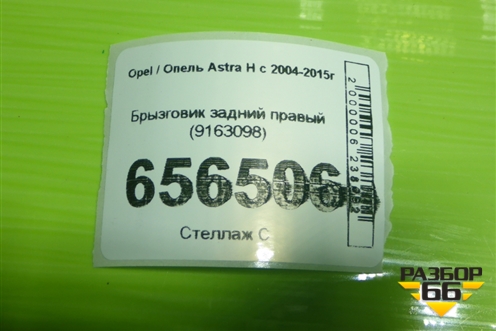 Opel / Опель Astra H с 2004-2015г
Брызговик задний правый
(9163098)
656506
Стеллаж С
РАЗБОР
66